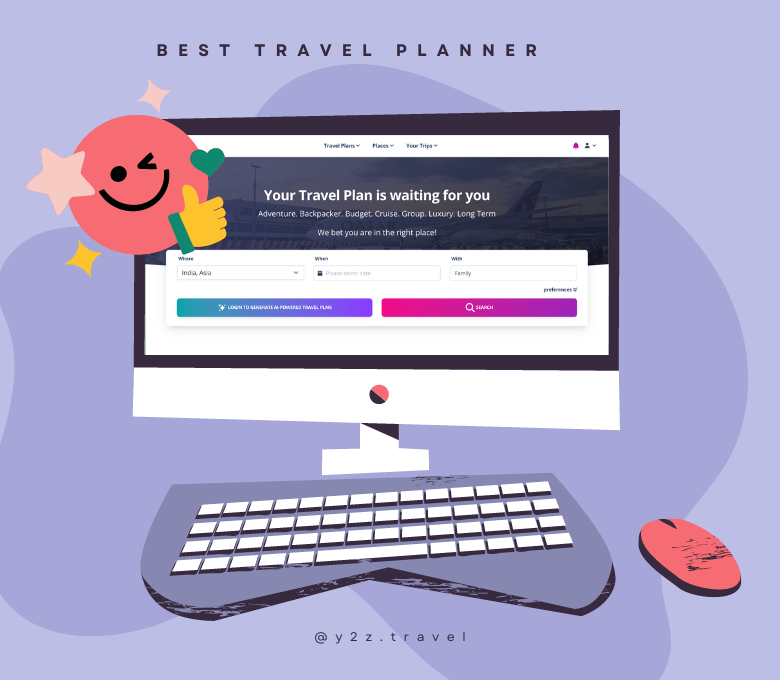 BEST TRAVEL PLANNER
Travel Plans Places Your Trips
Your Travel Plan is waiting for you
Adventure. Backpacker. Budget. Cruise. Group. Luxury. Long Term
We bet you are in the right place!
Where When With
India, Asia Please select date Family
preferences
LOGIN TO GENERATE AI-POWERED TRAVEL PLAN SEARCH
@y2z.travel